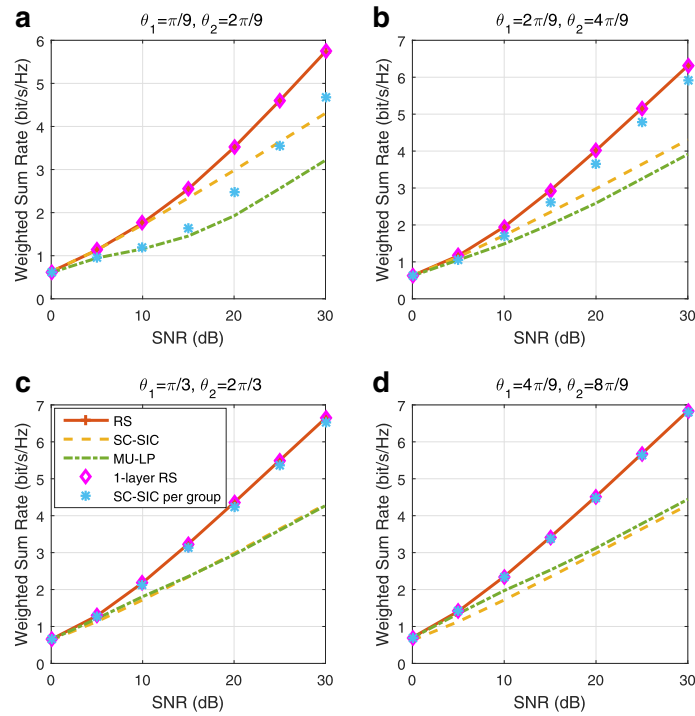 a
θ1=π/9, θ2=2π/9
Weighted Sum Rate (bit/s/Hz)
6
5
4
3
2
1
0
0 10 20 30
SNR (dB)
b
θ1=2π/9, θ2=4π/9
Weighted Sum Rate (bit/s/Hz)
7
6
5
4
3
2
1
0
0 10 20 30
SNR (dB)
c
θ1=π/3, θ2=2π/3
Weighted Sum Rate (bit/s/Hz)
7
6
5
4
3
2
1
0
RS
SC-SIC
MU-LP
1-layer RS
SC-SIC per group
0 10 20 30
SNR (dB)
d
θ1=4π/9, θ2=8π/9
Weighted Sum Rate (bit/s/Hz)
7
6
5
4
3
2
1
0
0 10 20 30
SNR (dB)